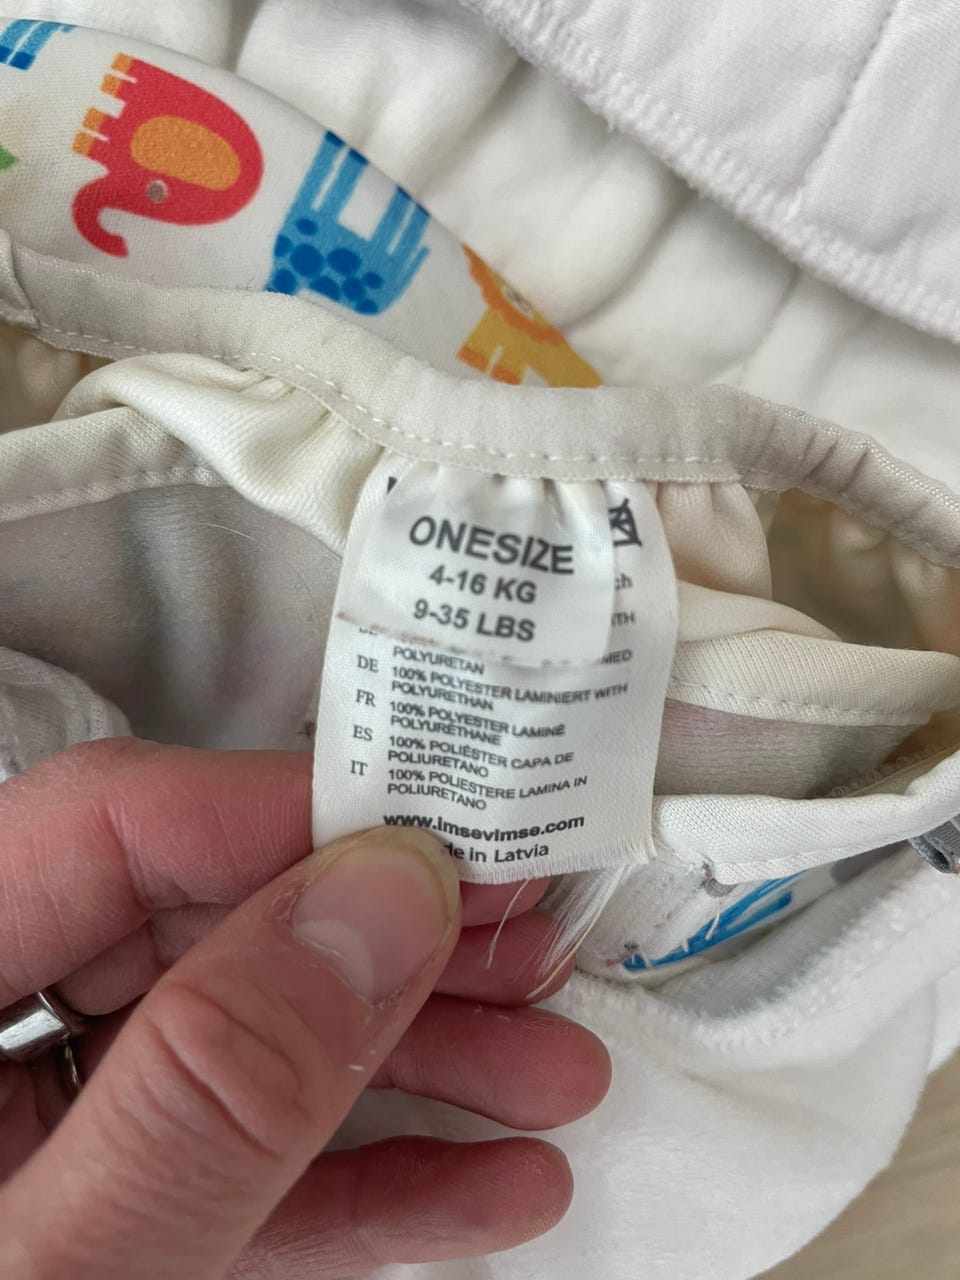 ONESIZE
4-16 KG
9-35 LBS
POLYURETAN
DE 100% POLYESTER LAMINIERT WITH
POLYURETHAN
FR 100% POLYESTER LAMINÉ
POLYURÉTHANE
ES 100% POLIÉSTER CAPA DE
POLIURETANO
IT 100% POLIESTERE LAMINA IN
POLIURETANO
www.imsevimse.com
in Latvia